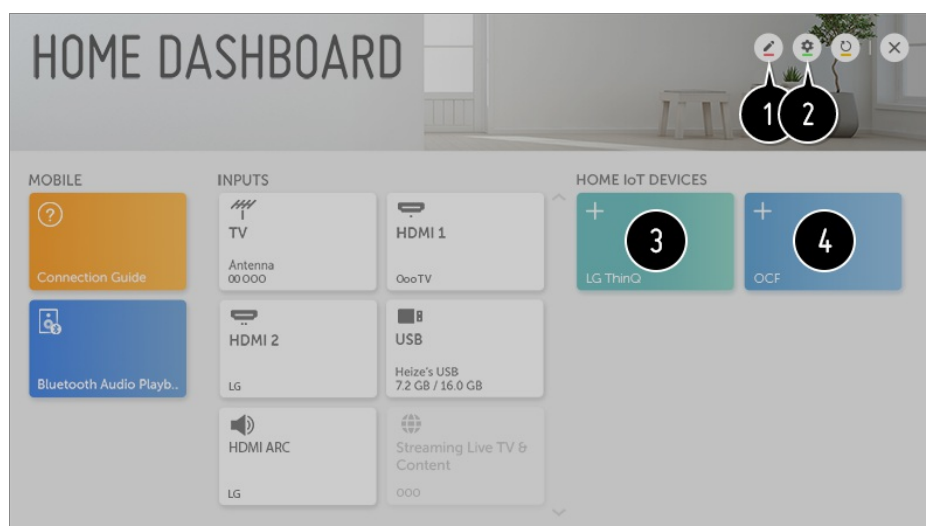 HOME DASHBOARD
1 2
MOBILE
Connection Guide
Bluetooth Audio Playb..
INPUTS
TV
Antenna
00 000
HDMI 1
OooTV
HDMI 2
LG
USB
Heize's USB
7.2 GB / 16.0 GB
HDMI ARC
LG
Streaming Live TV &
Content
OOO
HOME IoT DEVICES
3
LG ThinQ
4
OCF